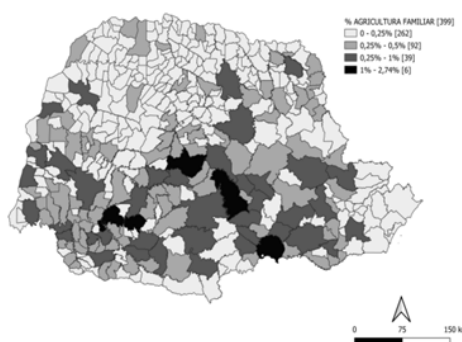 % AGRICULTURA FAMILIAR [399]
0 - 0,25% [262]
0,25% - 0,5% [92]
0,25% - 1% [39]
1% - 2,74% [6]
0 75 150 k